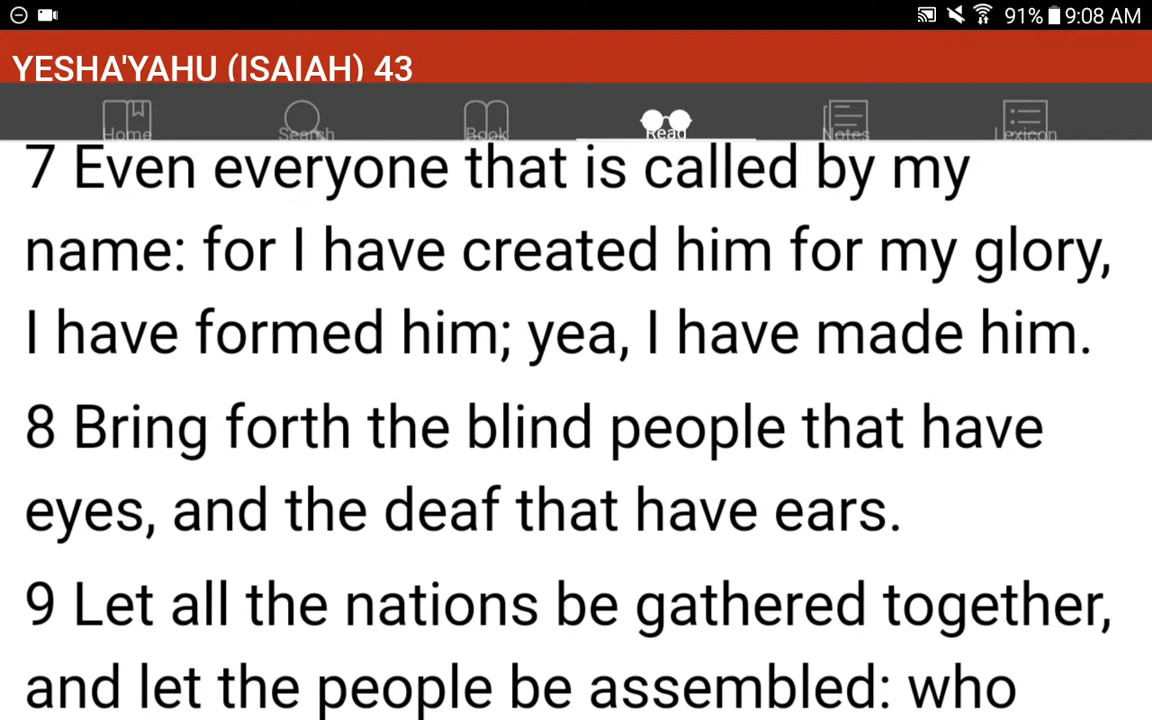 91% 9:08 AM
YESHA'YAHU (ISAIAH) 43
Home Search Book Read Notes Lexicon
7 Even everyone that is called by my
name: for I have created him for my glory,
I have formed him; yea, I have made him.
8 Bring forth the blind people that have
eyes, and the deaf that have ears.
9 Let all the nations be gathered together,
and let the people be assembled: who